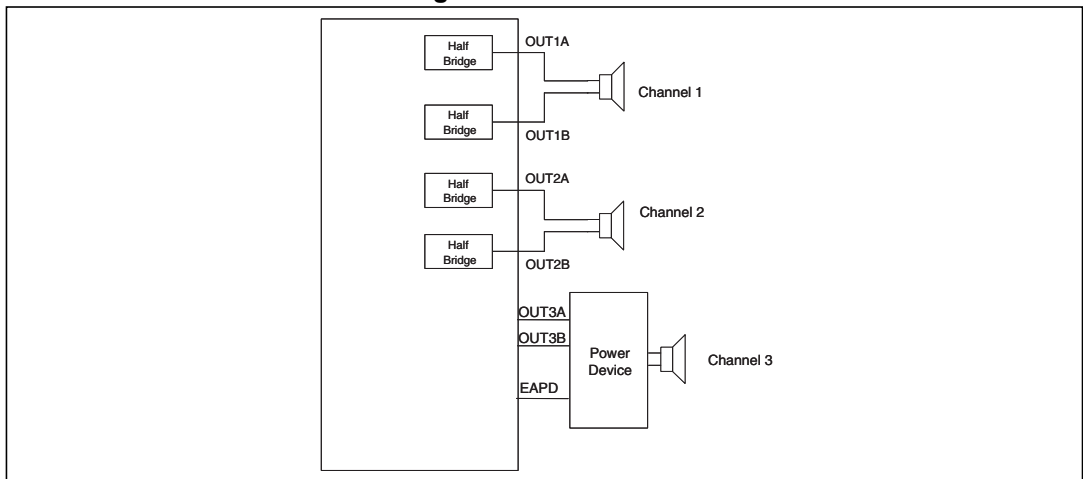 Half
Bridge
OUT1A
Channel 1
Half
Bridge
OUT1B
Half
Bridge
OUT2A
Channel 2
Half
Bridge
OUT2B
OUT3A
OUT3B
Power
Device
Channel 3
EAPD